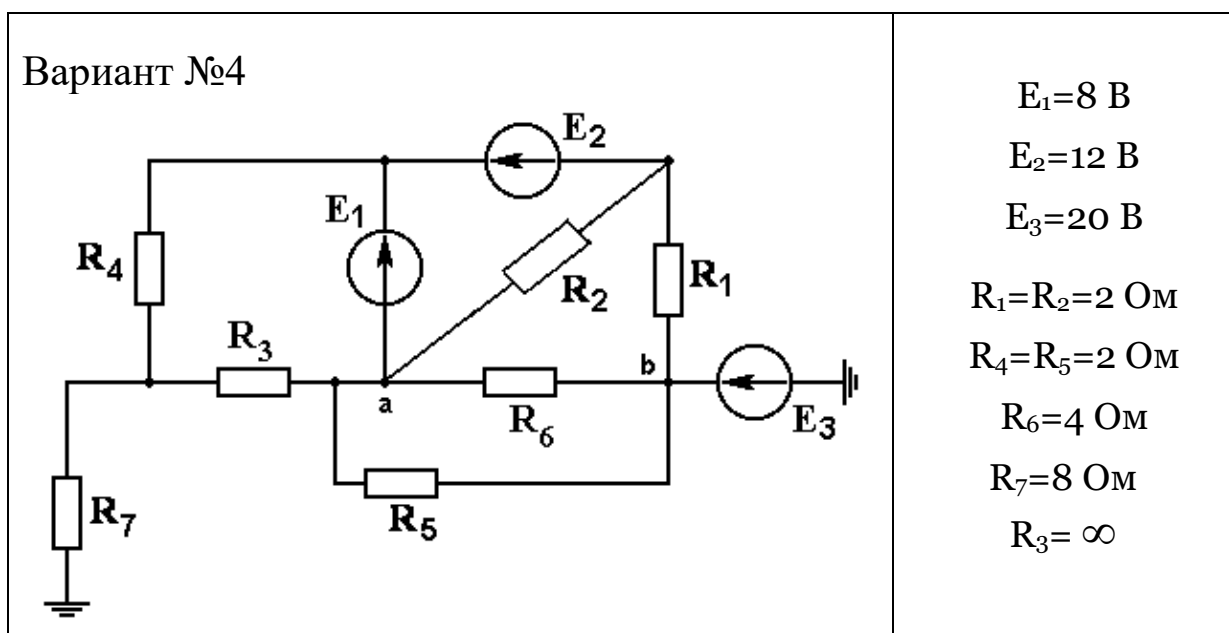 Вариант №4
E₂
E₁
R₄
R₂
R₁
R₃
b
a
R₆
E₃
R₇
R₅
E₁=8 В
E₂=12 В
E₃=20 В
R₁=R₂=2 Ом
R₄=R₅=2 Ом
R₆=4 Ом
R₇=8 Ом
R₃= ∞